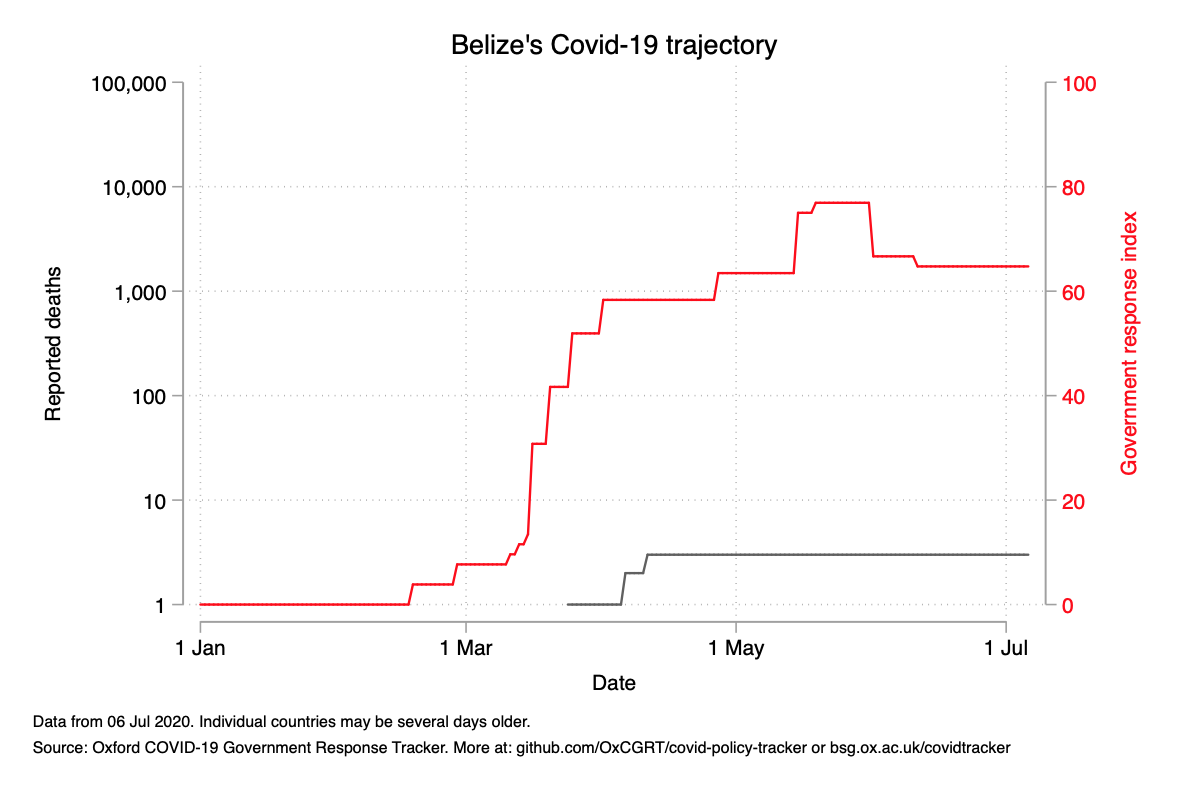 Belize's Covid-19 trajectory
100,000
10,000
1,000
100
10
1
Reported deaths
100
80
60
40
20
0
Government response index
1 Jan
1 Mar
1 May
1 Jul
Date
Data from 06 Jul 2020. Individual countries may be several days older.
Source: Oxford COVID-19 Government Response Tracker. More at: github.com/OxCGRT/covid-policy-tracker or bsg.ox.ac.uk/covidtracker